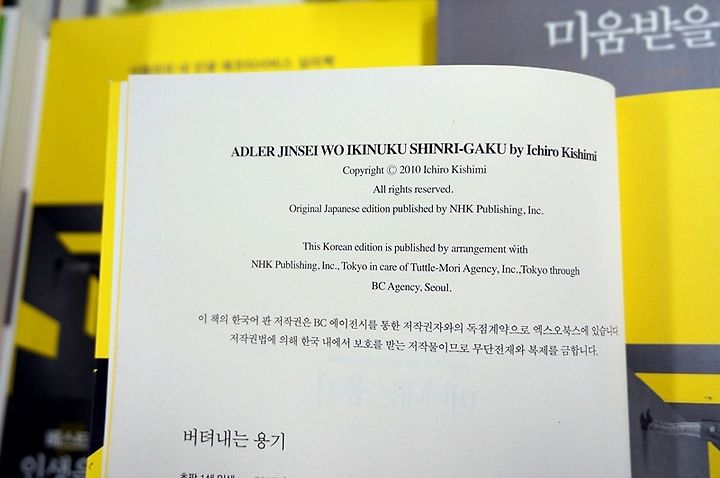 미움받을
ADLER JINSEI WO IKINUKU SHINRI-GAKU by Ichiro Kishimi
Copyright Ⓒ 2010 Ichiro Kishimi
All rights reserved.
Original Japanese edition published by NHK Publishing, Inc.
This Korean edition is published by arrangement with
NHK Publishing, Inc., Tokyo in care of Tuttle-Mori Agency, Inc.,Tokyo through
BC Agency, Seoul.
이 책의 한국어 판 저작권은 BC 에이전시를 통한 저작권자와의 독점계약으로 엑스오북스에 있습니다.
저작권법에 의해 한국 내에서 보호를 받는 저작물이므로 무단전재와 복제를 금합니다.
버텨내는 용기
베스트
인생을